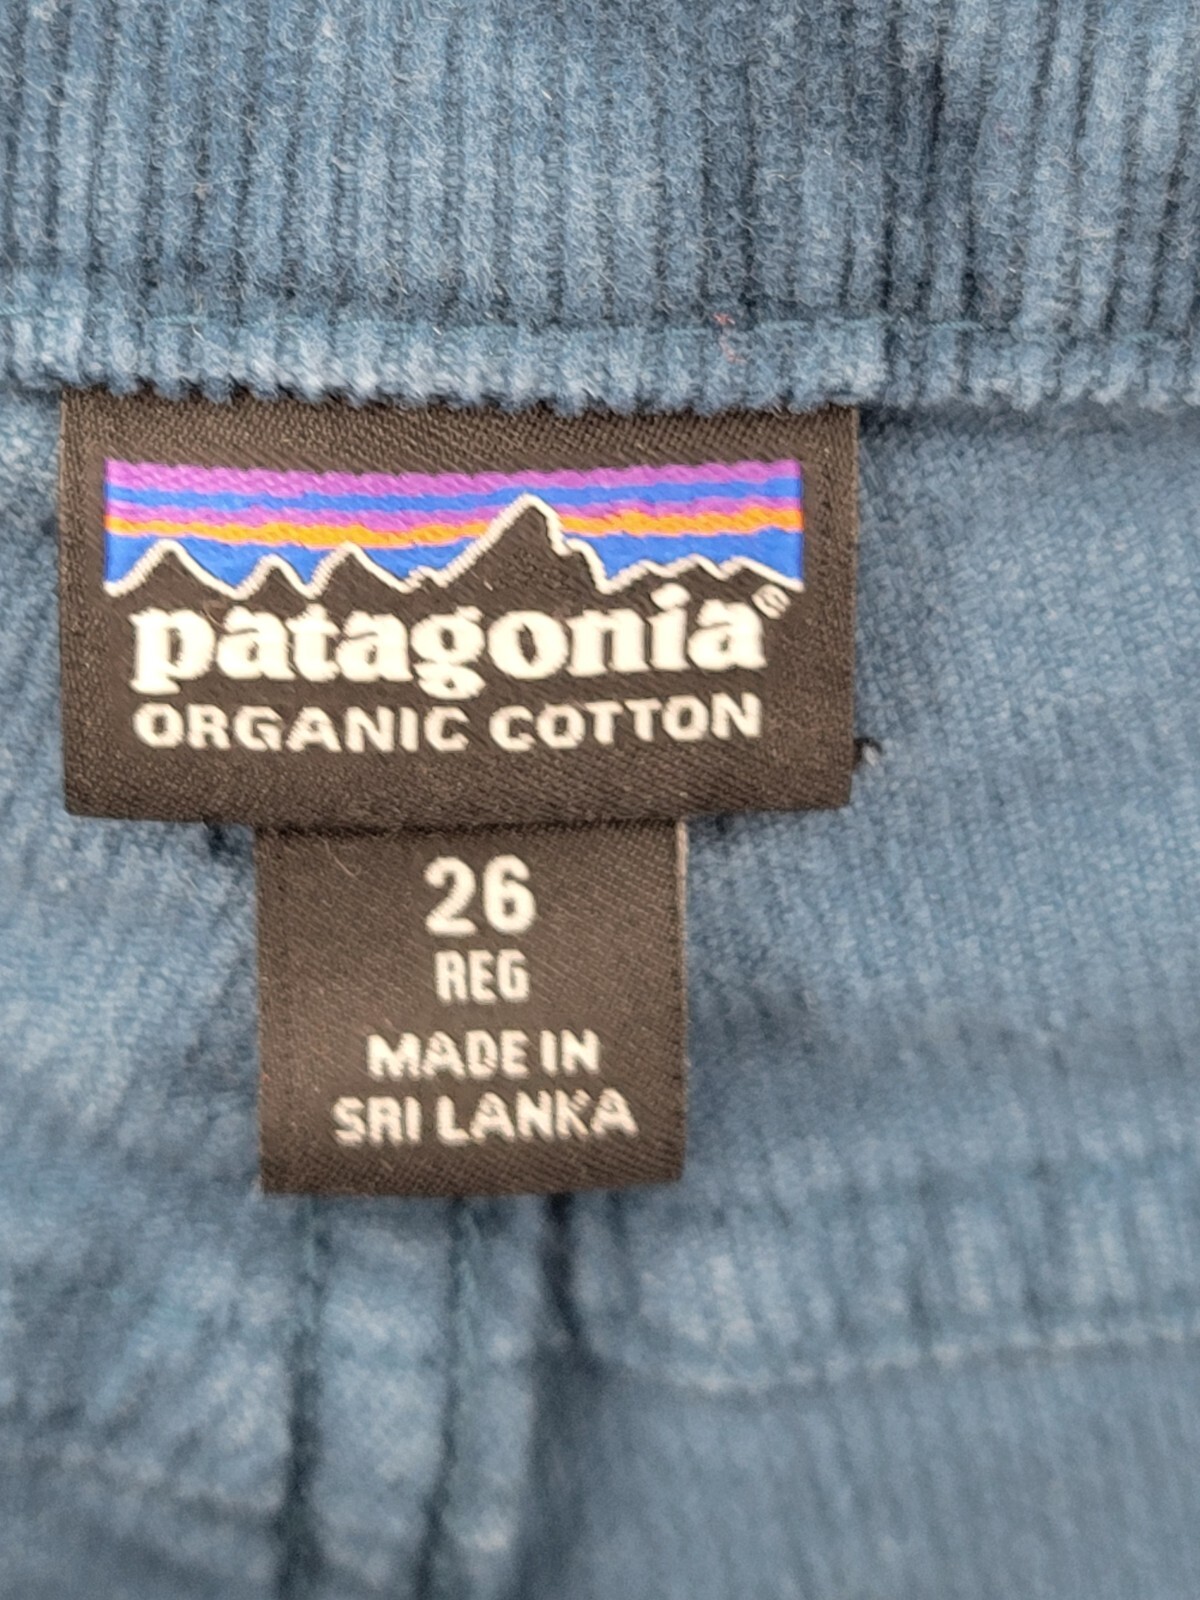 patagonia®
ORGANIC COTTON
26
REG
MADE IN
SRI LANKA